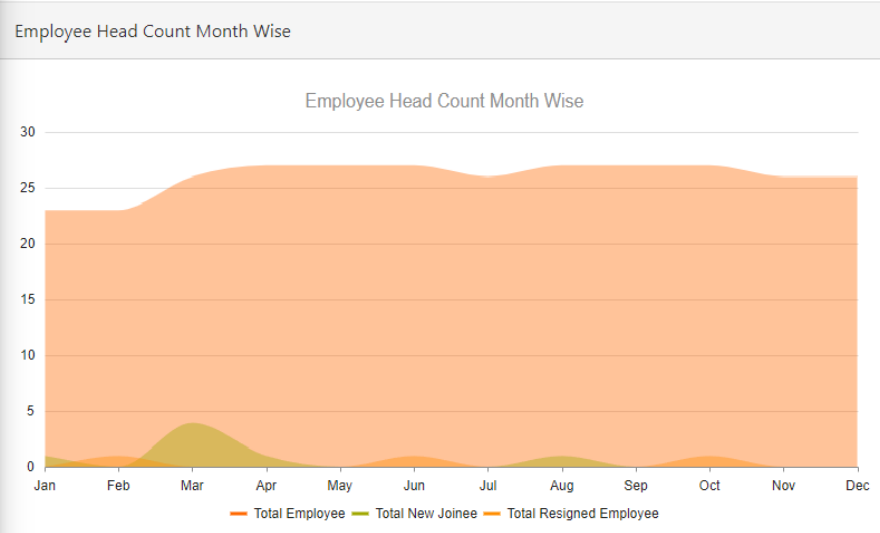 Employee Head Count Month Wise
Employee Head Count Month Wise
30
25
20
15
10
5
0
Jan Feb Mar Apr May Jun Jul Aug Sep Oct Nov Dec
Total Employee Total New Joinee Total Resigned Employee